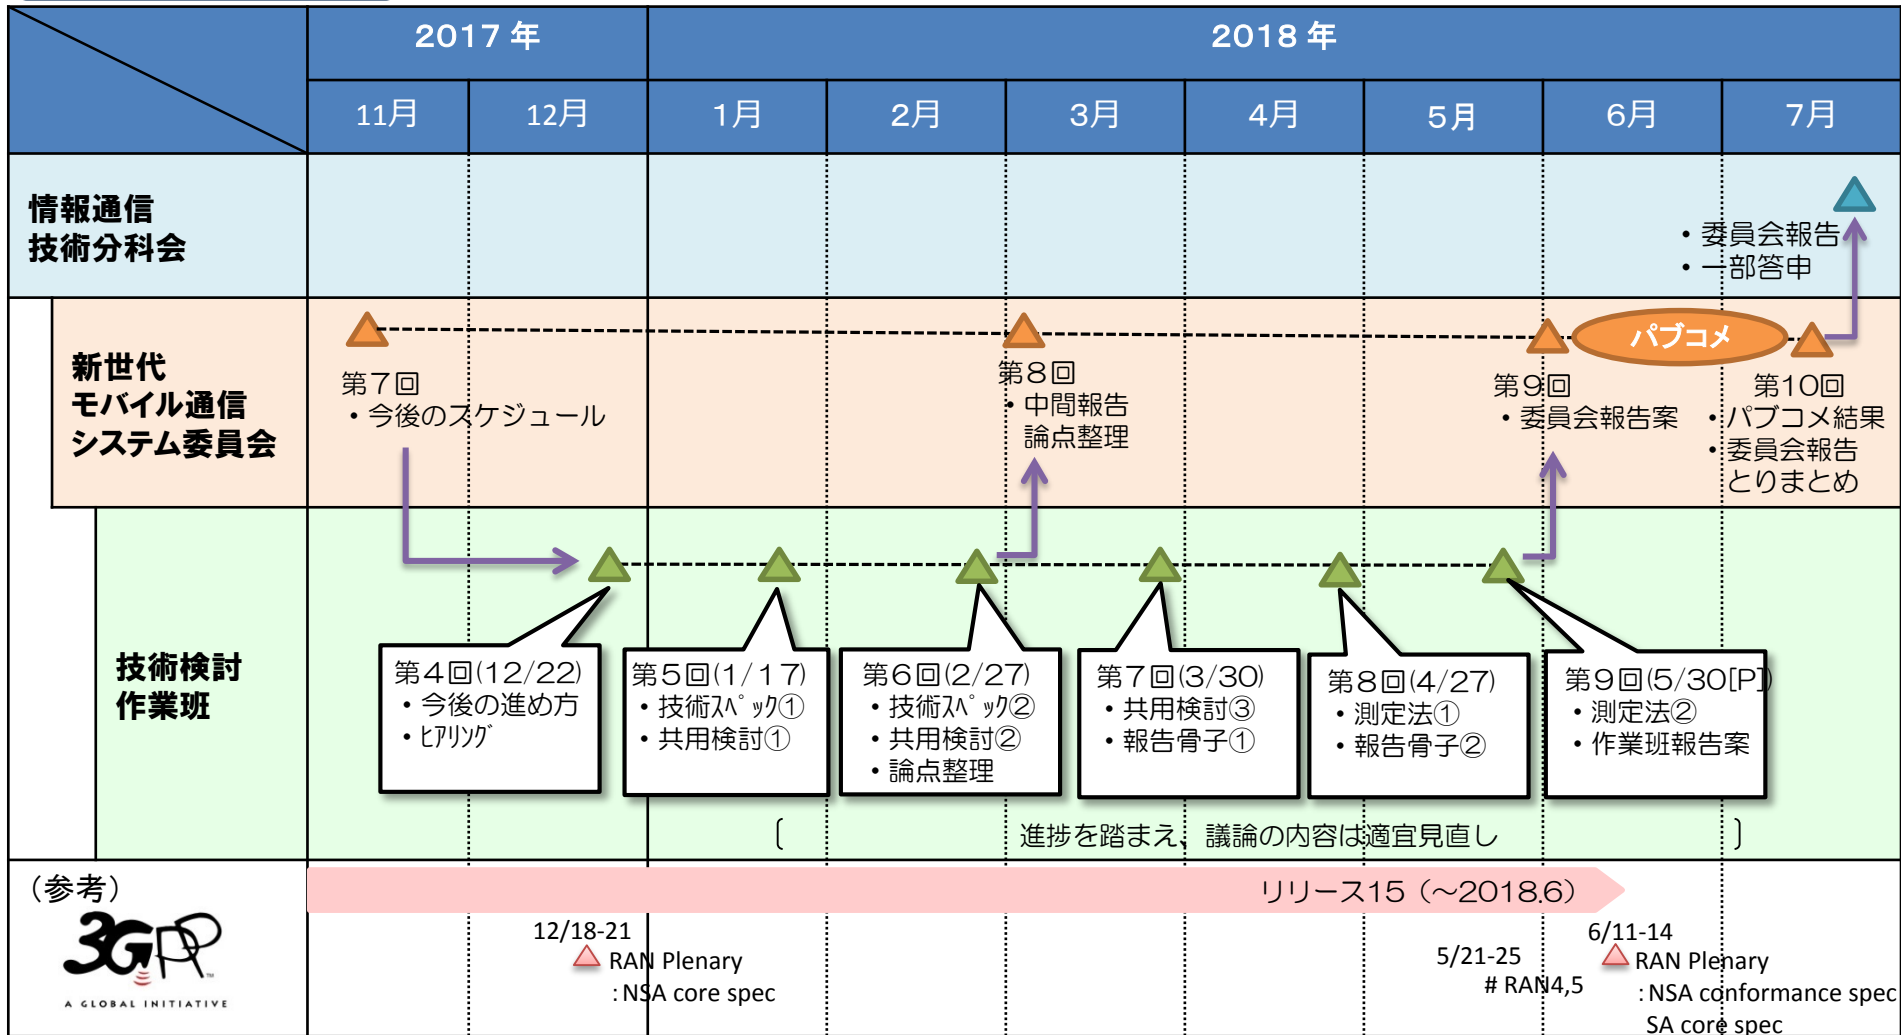 2017年
2018年
11月
12月
1月
2月
3月
4月
5月
6月
7月
情報通信
技術分科会
・委員会報告
・一部答申
新世代
モバイル通信
システム委員会
第7回
・今後のスケジュール
第8回
・中間報告
論点整理
第9回
・委員会報告案
パブコメ
第10回
・パブコメ結果
・委員会報告
とりまとめ
技術検討
作業班
第4回(12/22)
・今後の進め方
・ﾋｱﾘﾝｸﾞ
第5回(1/17)
・技術ｽﾍﾟｯｸ①
・共用検討①
第6回(2/27)
・技術ｽﾍﾟｯｸ②
・共用検討②
・論点整理
第7回(3/30)
・共用検討③
・報告骨子①
第8回(4/27)
・測定法①
・報告骨子②
第9回(5/30[P])
・測定法②
・作業班報告案
〔 進捗を踏まえ、議論の内容は適宜見直し 〕
(参考)
3GPP™
A GLOBAL INITIATIVE
リリース15（～2018.6）
12/18-21
RAN Plenary
：NSA core spec
5/21-25
# RAN4,5
6/11-14
RAN Plenary
：NSA conformance spec
SA core spec